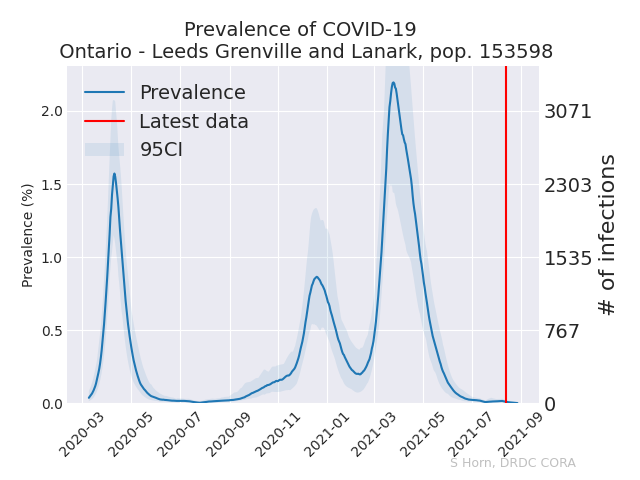 Prevalence of COVID-19
Ontario - Leeds Grenville and Lanark, pop. 153598
Prevalence
Latest data
95CI
Prevalence (%)
2.0
1.5
1.0
0.5
0.0
3071
2303
1535
767
0
# of infections
2020-03
2020-05
2020-07
2020-09
2020-11
2021-01
2021-03
2021-05
2021-07
2021-09
S Horn, DRDC CORA